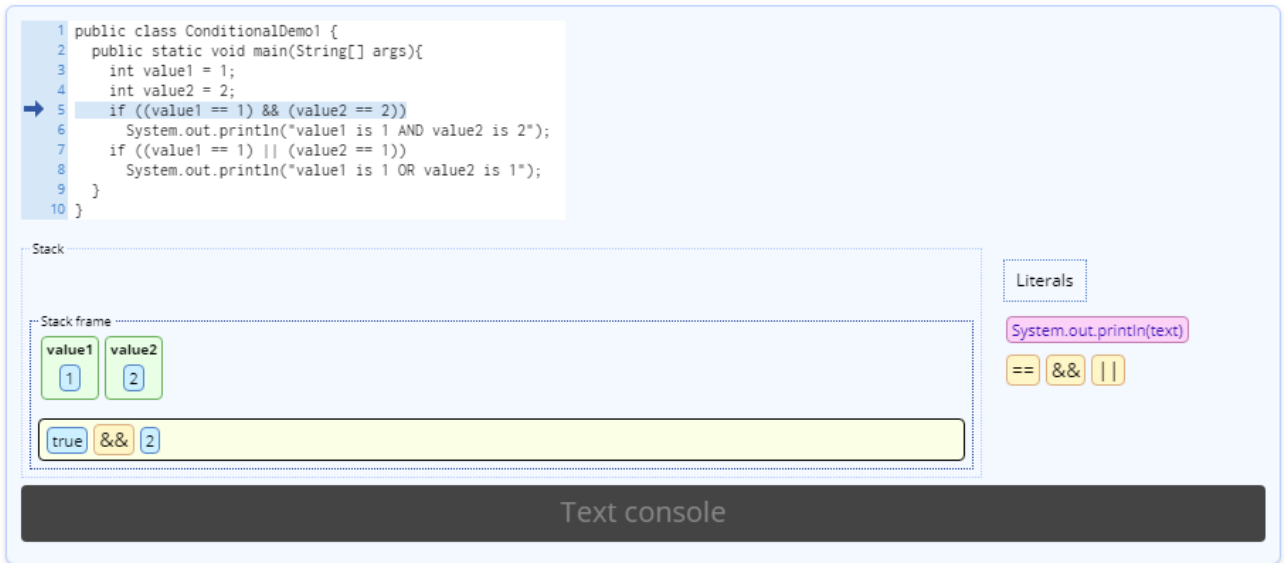 1 public class ConditionalDemo1 {
2 public static void main(String[] args){
3 int value1 = 1;
4 int value2 = 2;
5 if ((value1 == 1) && (value2 == 2))
6 System.out.println("value1 is 1 AND value2 is 2");
7 if ((value1 == 1) || (value2 == 1))
8 System.out.println("value1 is 1 OR value2 is 1");
9 }
10 }
Stack
Literals
Stack frame
System.out.println(text)
value1 value2
1 2
== && ||
true && 2
Text console